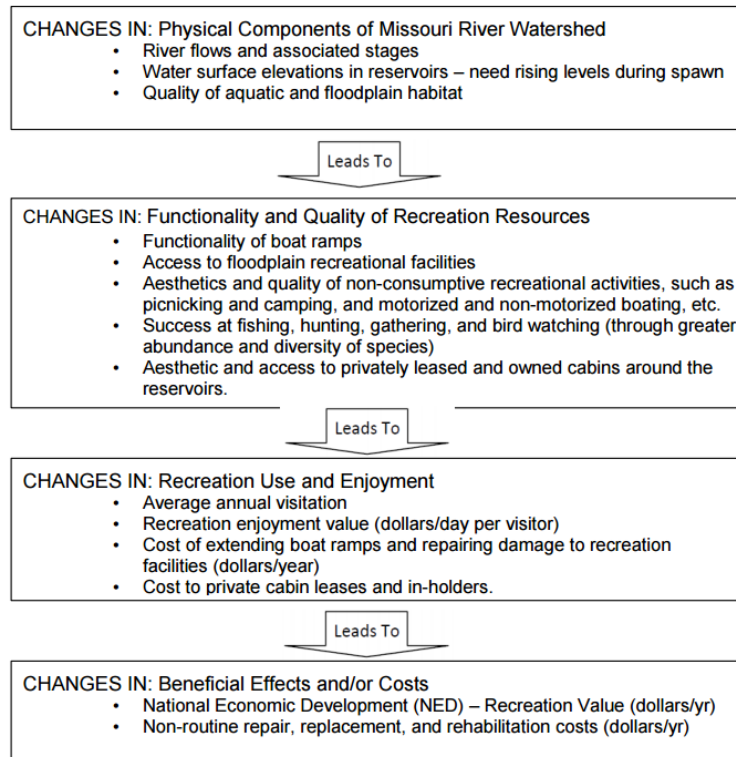 CHANGES IN: Physical Components of Missouri River Watershed
• River flows and associated stages
• Water surface elevations in reservoirs – need rising levels during spawn
• Quality of aquatic and floodplain habitat
Leads To
CHANGES IN: Functionality and Quality of Recreation Resources
• Functionality of boat ramps
• Access to floodplain recreational facilities
• Aesthetics and quality of non-consumptive recreational activities, such as
picnicking and camping, and motorized and non-motorized boating, etc.
• Success at fishing, hunting, gathering, and bird watching (through greater
abundance and diversity of species)
• Aesthetic and access to privately leased and owned cabins around the
reservoirs.
Leads To
CHANGES IN: Recreation Use and Enjoyment
• Average annual visitation
• Recreation enjoyment value (dollars/day per visitor)
• Cost of extending boat ramps and repairing damage to recreation
facilities (dollars/year)
• Cost to private cabin leases and in-holders.
Leads To
CHANGES IN: Beneficial Effects and/or Costs
• National Economic Development (NED) – Recreation Value (dollars/yr)
• Non-routine repair, replacement, and rehabilitation costs (dollars/yr)